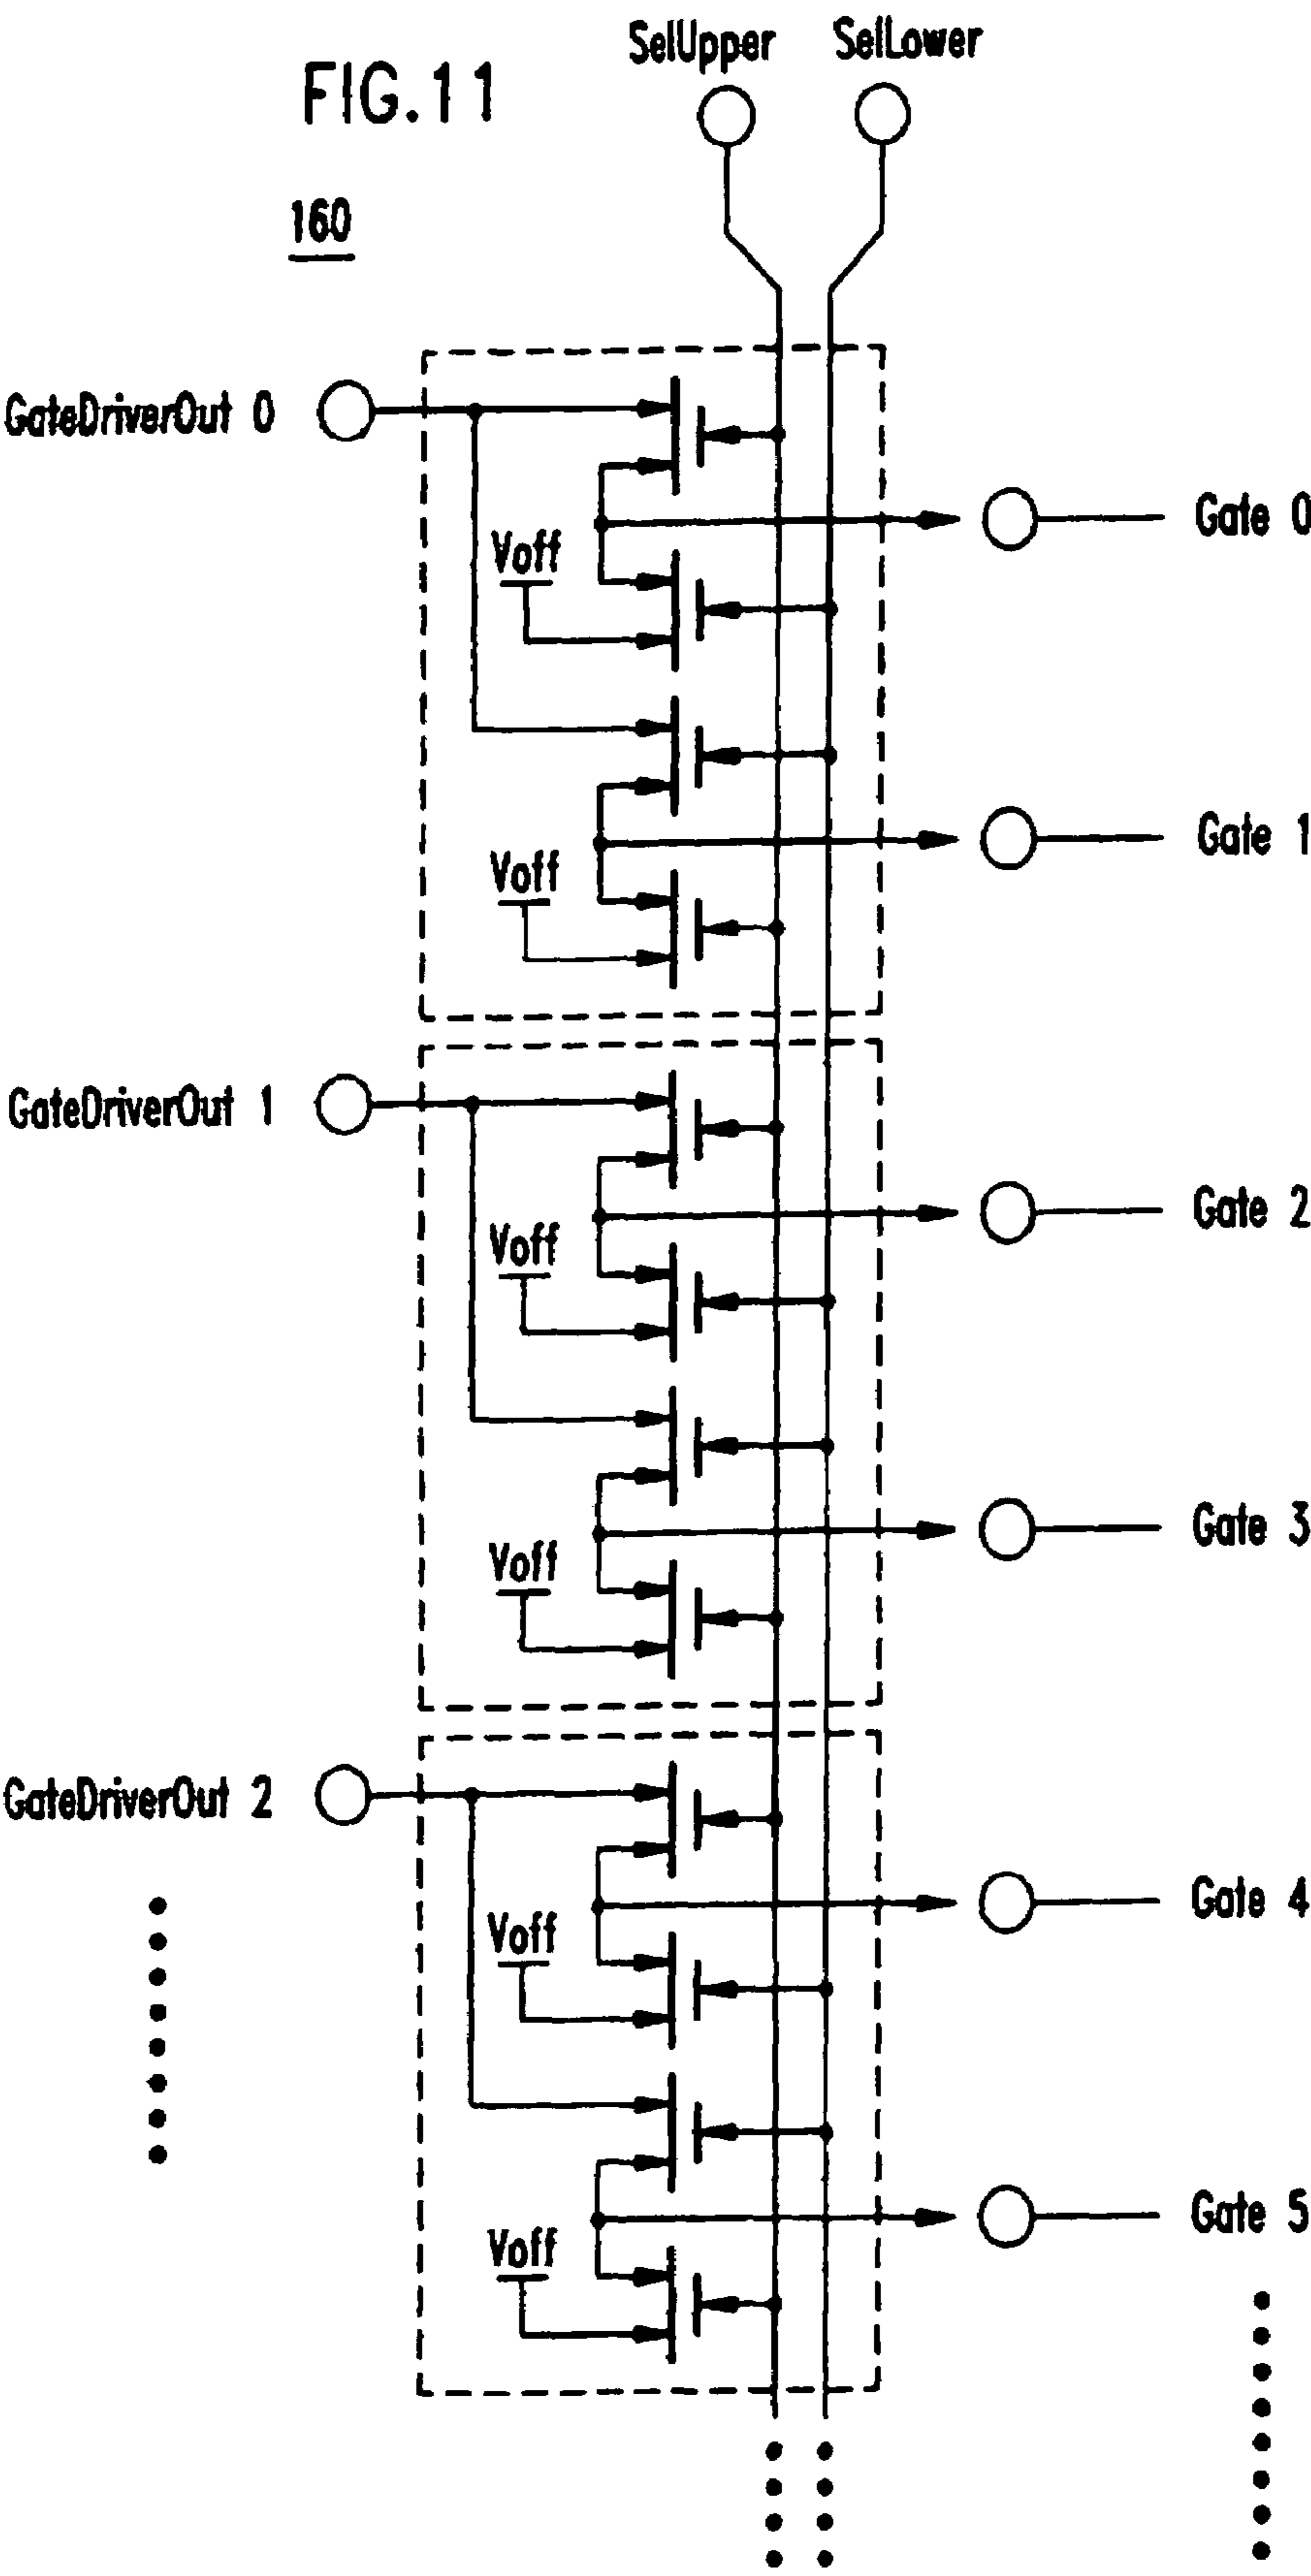 SelUpper SelLower
FIG.11
160
GateDriverOut 0
Gate 0
Voff
Gate 1
Voff
GateDriverOut 1
Gate 2
Voff
Gate 3
Voff
GateDriverOut 2
Gate 4
Voff
Gate 5
Voff